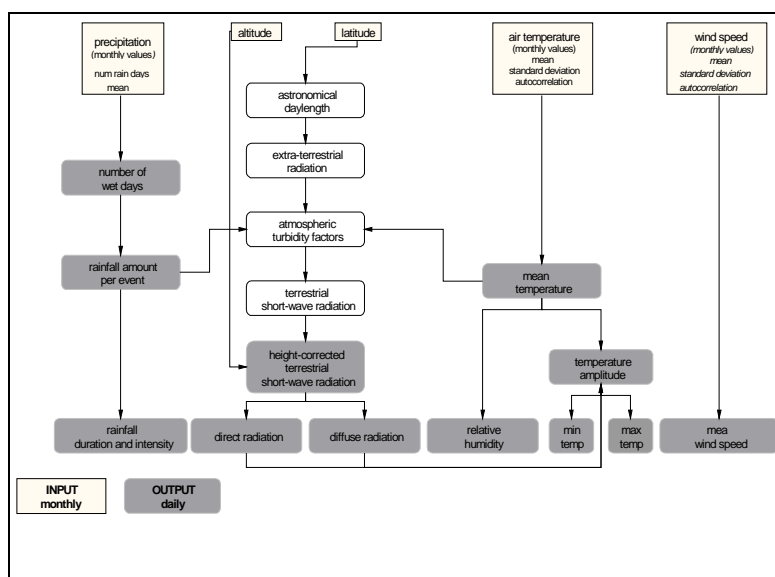 precipitation
(monthly values)
num rain days
mean
altitude
latitude
air temperature
(monthly values)
mean
standard deviation
autocorrelation
wind speed
(monthly values)
mean
standard deviation
autocorrelation
astronomical
daylength
extra-terrestrial
radiation
number of
wet days
atmospheric
turbidity factors
rainfall amount
per event
mean
temperature
terrestrial
short-wave radiation
height-corrected
terrestrial
short-wave radiation
temperature
amplitude
rainfall
duration and intensity
direct radiation
diffuse radiation
relative
humidity
min
temp
max
temp
mea
wind speed
INPUT
monthly
OUTPUT
daily